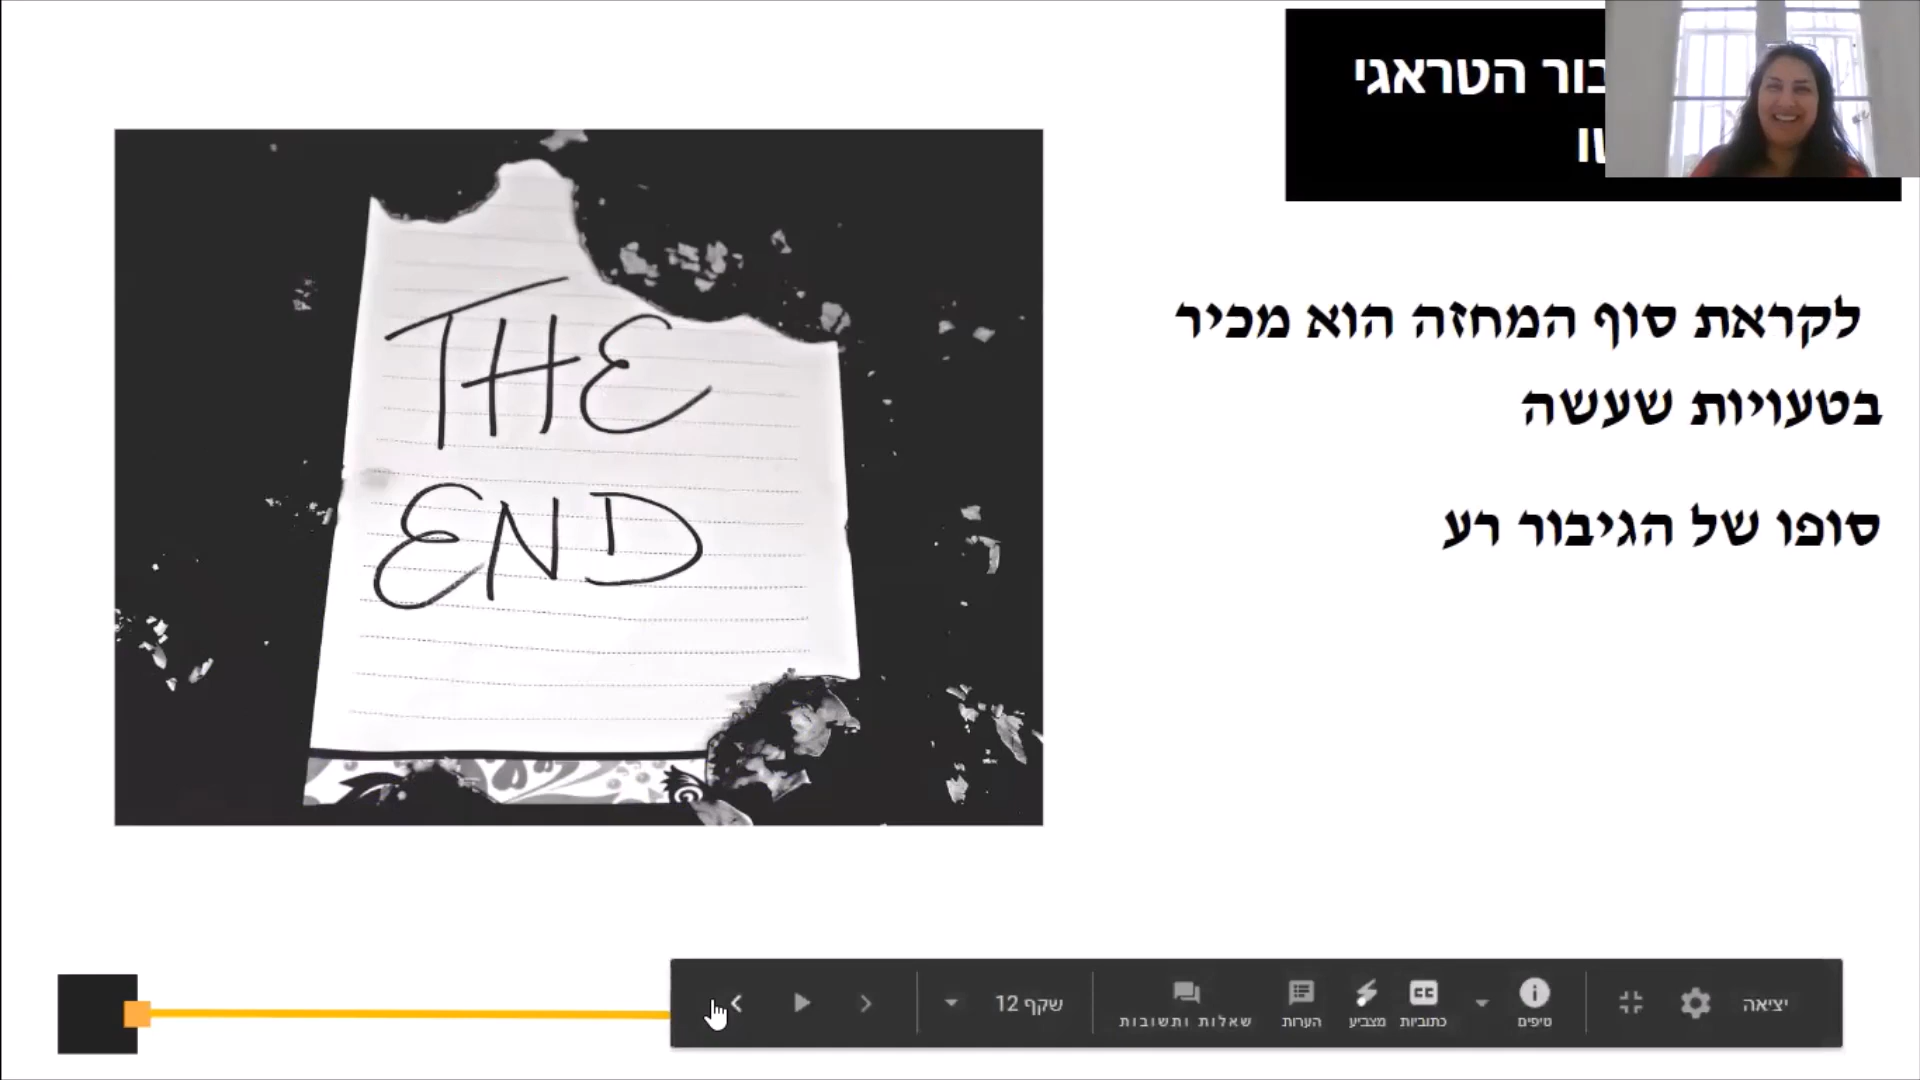 הטראגי
לקראת סוף המחזה הוא מכיר
בטעויות שעשה
סופו של הגיבור רע
THE
END
שקף 12
שאלות ותשובות
הערות
מצביע
כתוביות
CC
טיפים
יציאה